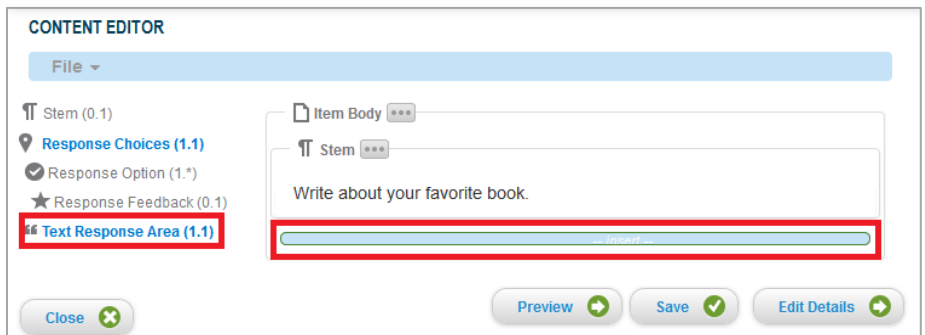 CONTENT EDITOR
File
Stem (0.1)
Response Choices (1.1)
Response Option (1.*)
Response Feedback (0.1)
Text Response Area (1.1)
Item Body
Stem
Write about your favorite book.
-- insert --
Close
Preview
Save
Edit Details